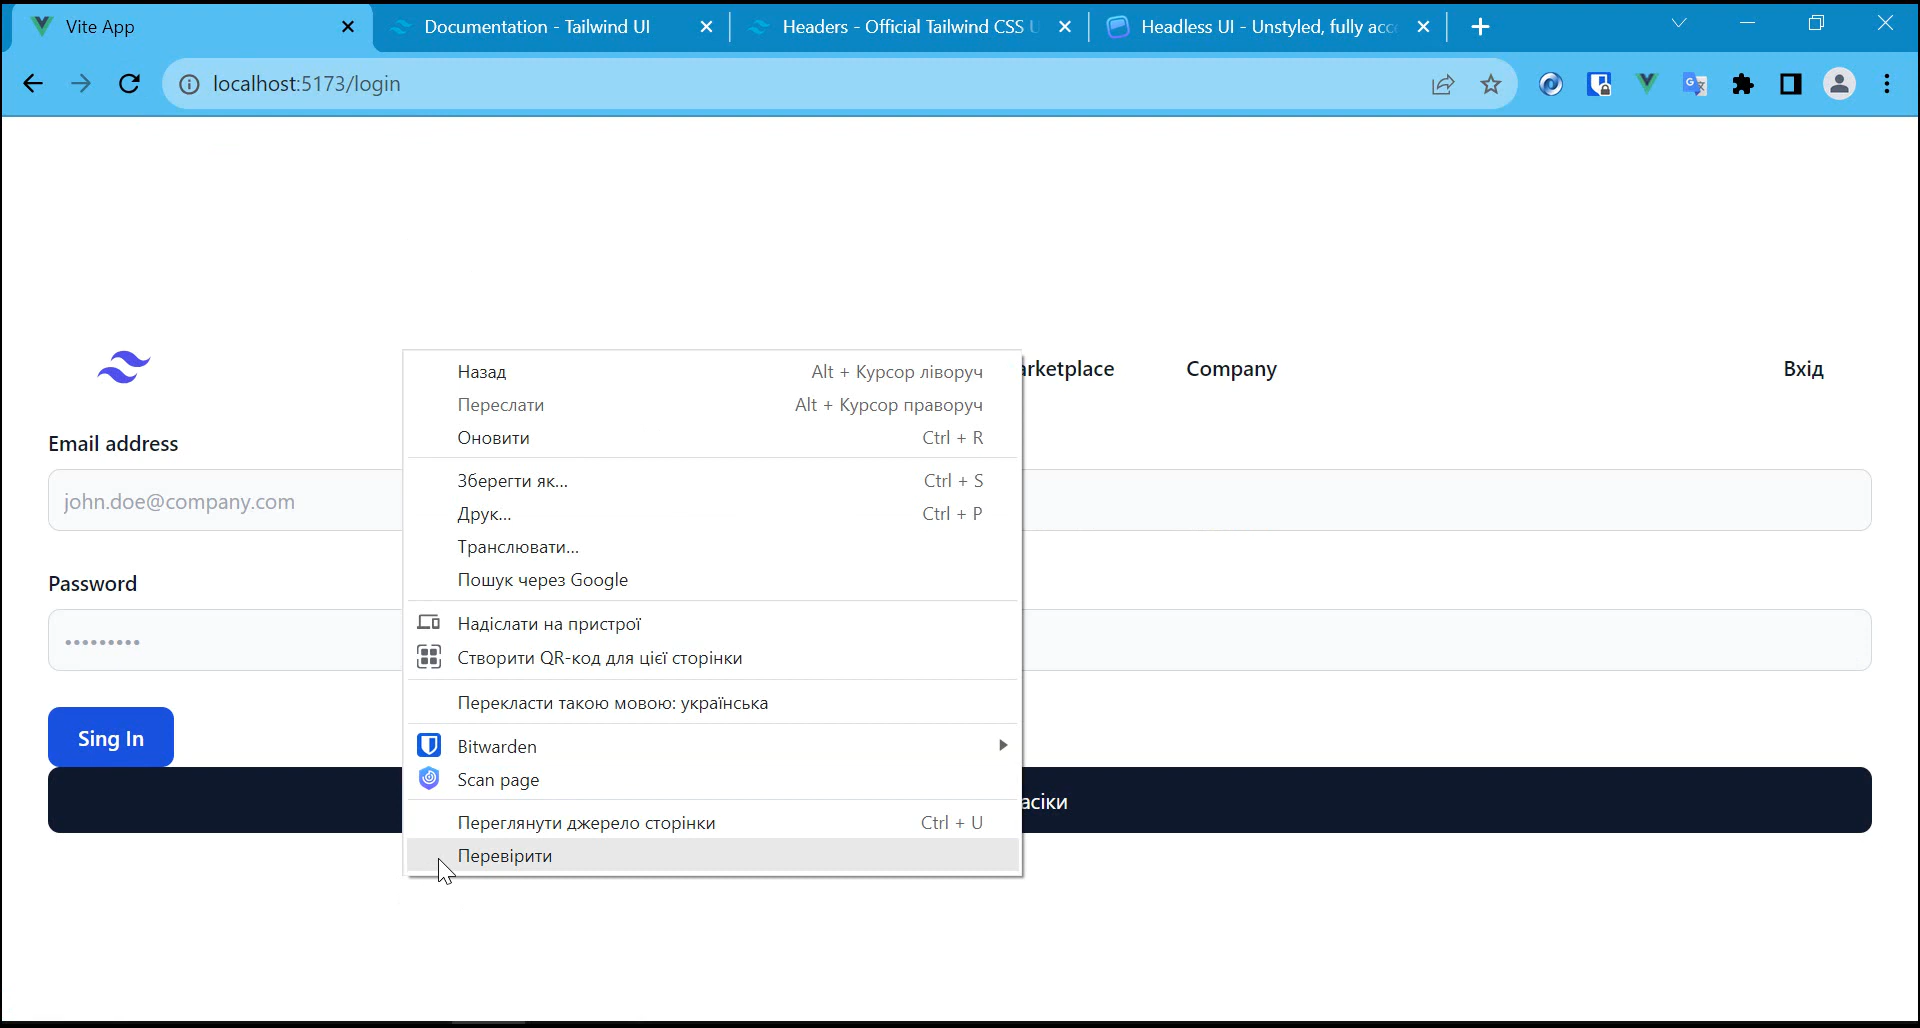 Vite App
Documentation - Tailwind UI
Headers - Official Tailwind CSS U
Headless UI - Unstyled, fully acc
localhost:5173/login
Назад Alt + Курсор ліворуч
Переслати Alt + Курсор праворуч
Оновити Ctrl + R
Зберегти як... Ctrl + S
Друк... Ctrl + P
Транслювати...
Пошук через Google
Надіслати на пристрої
Створити QR-код для цієї сторінки
Перекласти такою мовою: українська
Bitwarden
Scan page
Переглянути джерело сторінки Ctrl + U
Перевірити
arketplace
Company
Вхід
Email address
john.doe@company.com
Password
Sing In
асіки